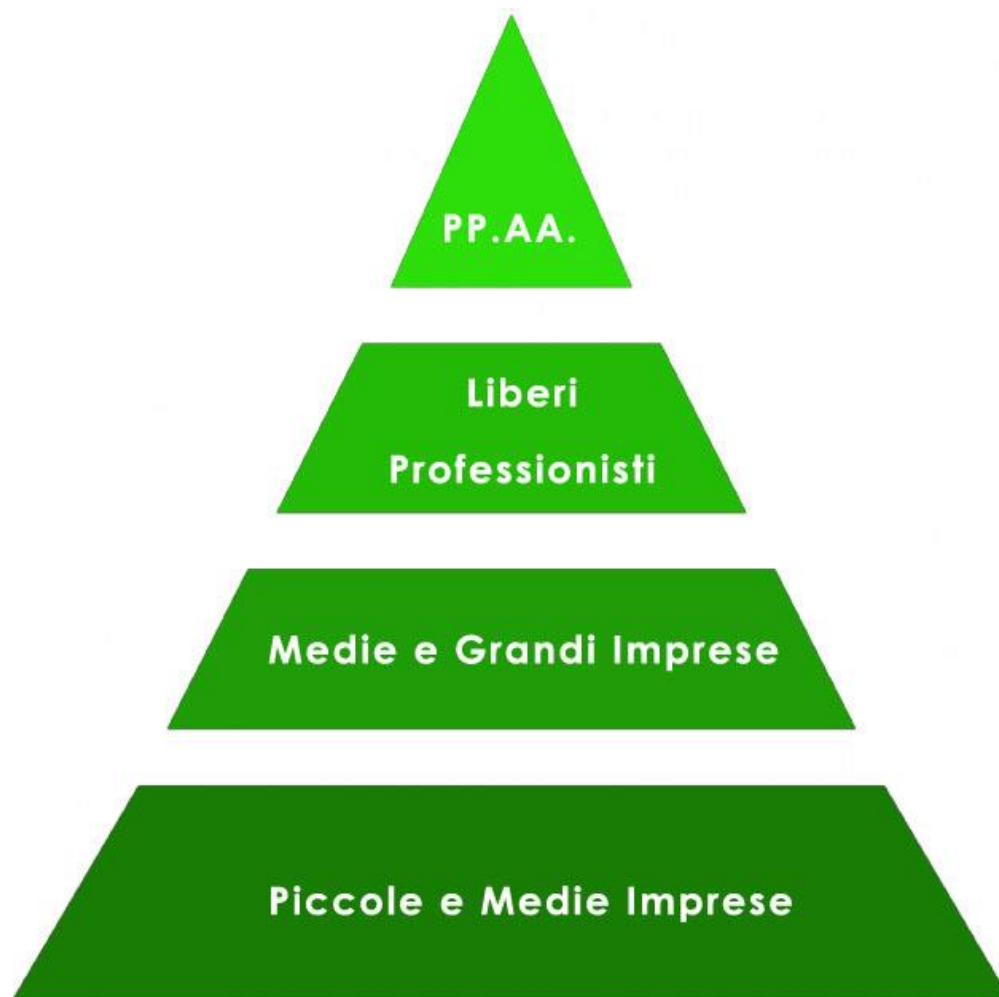 PP.AA.
Liberi
Professionisti
Medie e Grandi Imprese
Piccole e Medie Imprese